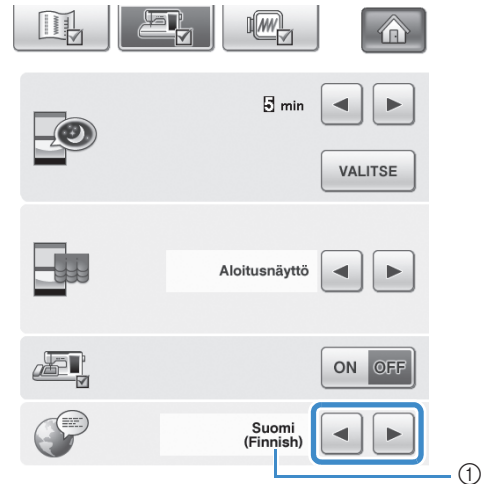 5 min
VALITSE
Aloitusnäyttö
ON OFF
Suomi
(Finnish)
①